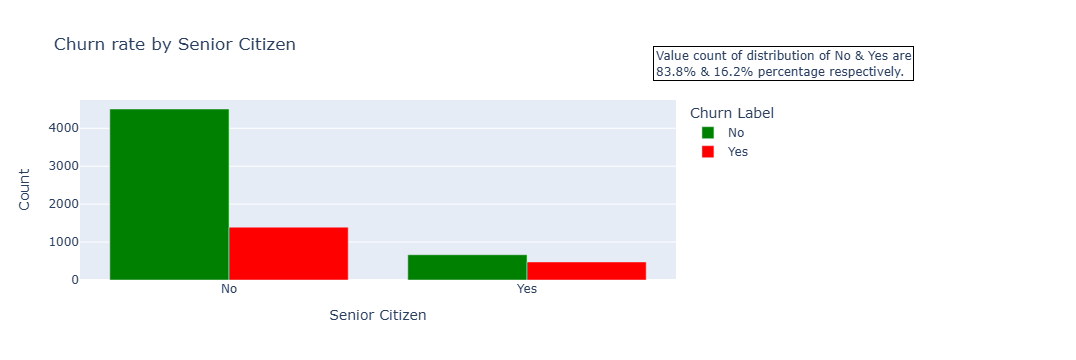 Churn rate by Senior Citizen
Value count of distribution of No & Yes are
83.8% & 16.2% percentage respectively.
Churn Label
No
Yes
Count
4000
3000
2000
1000
0
No
Yes
Senior Citizen